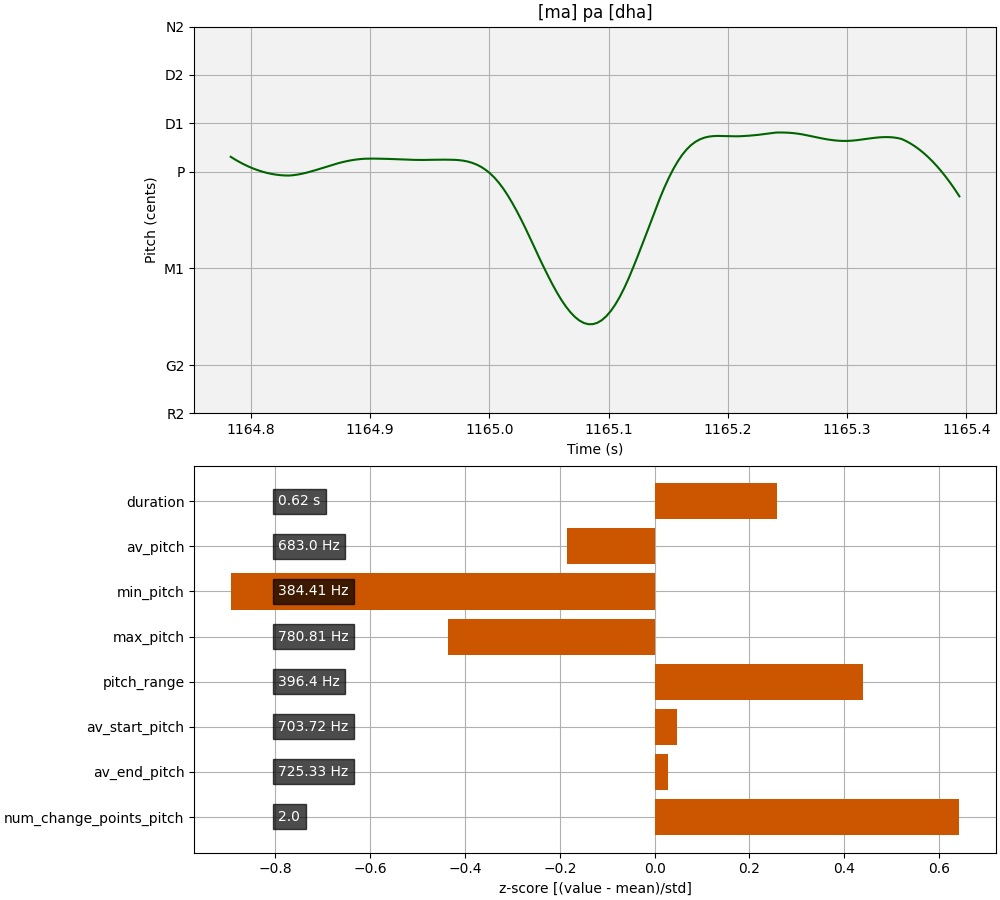 [ma] pa [dha]
N2
D2
D1
P
M1
G2
R2
Pitch (cents)
1164.8 1164.9 1165.0 1165.1 1165.2 1165.3 1165.4
Time (s)
duration 0.62 s
av_pitch 683.0 Hz
min_pitch 384.41 Hz
max_pitch 780.81 Hz
pitch_range 396.4 Hz
av_start_pitch 703.72 Hz
av_end_pitch 725.33 Hz
num_change_points_pitch 2.0
−0.8 −0.6 −0.4 −0.2 0.0 0.2 0.4 0.6
z-score [(value - mean)/std]